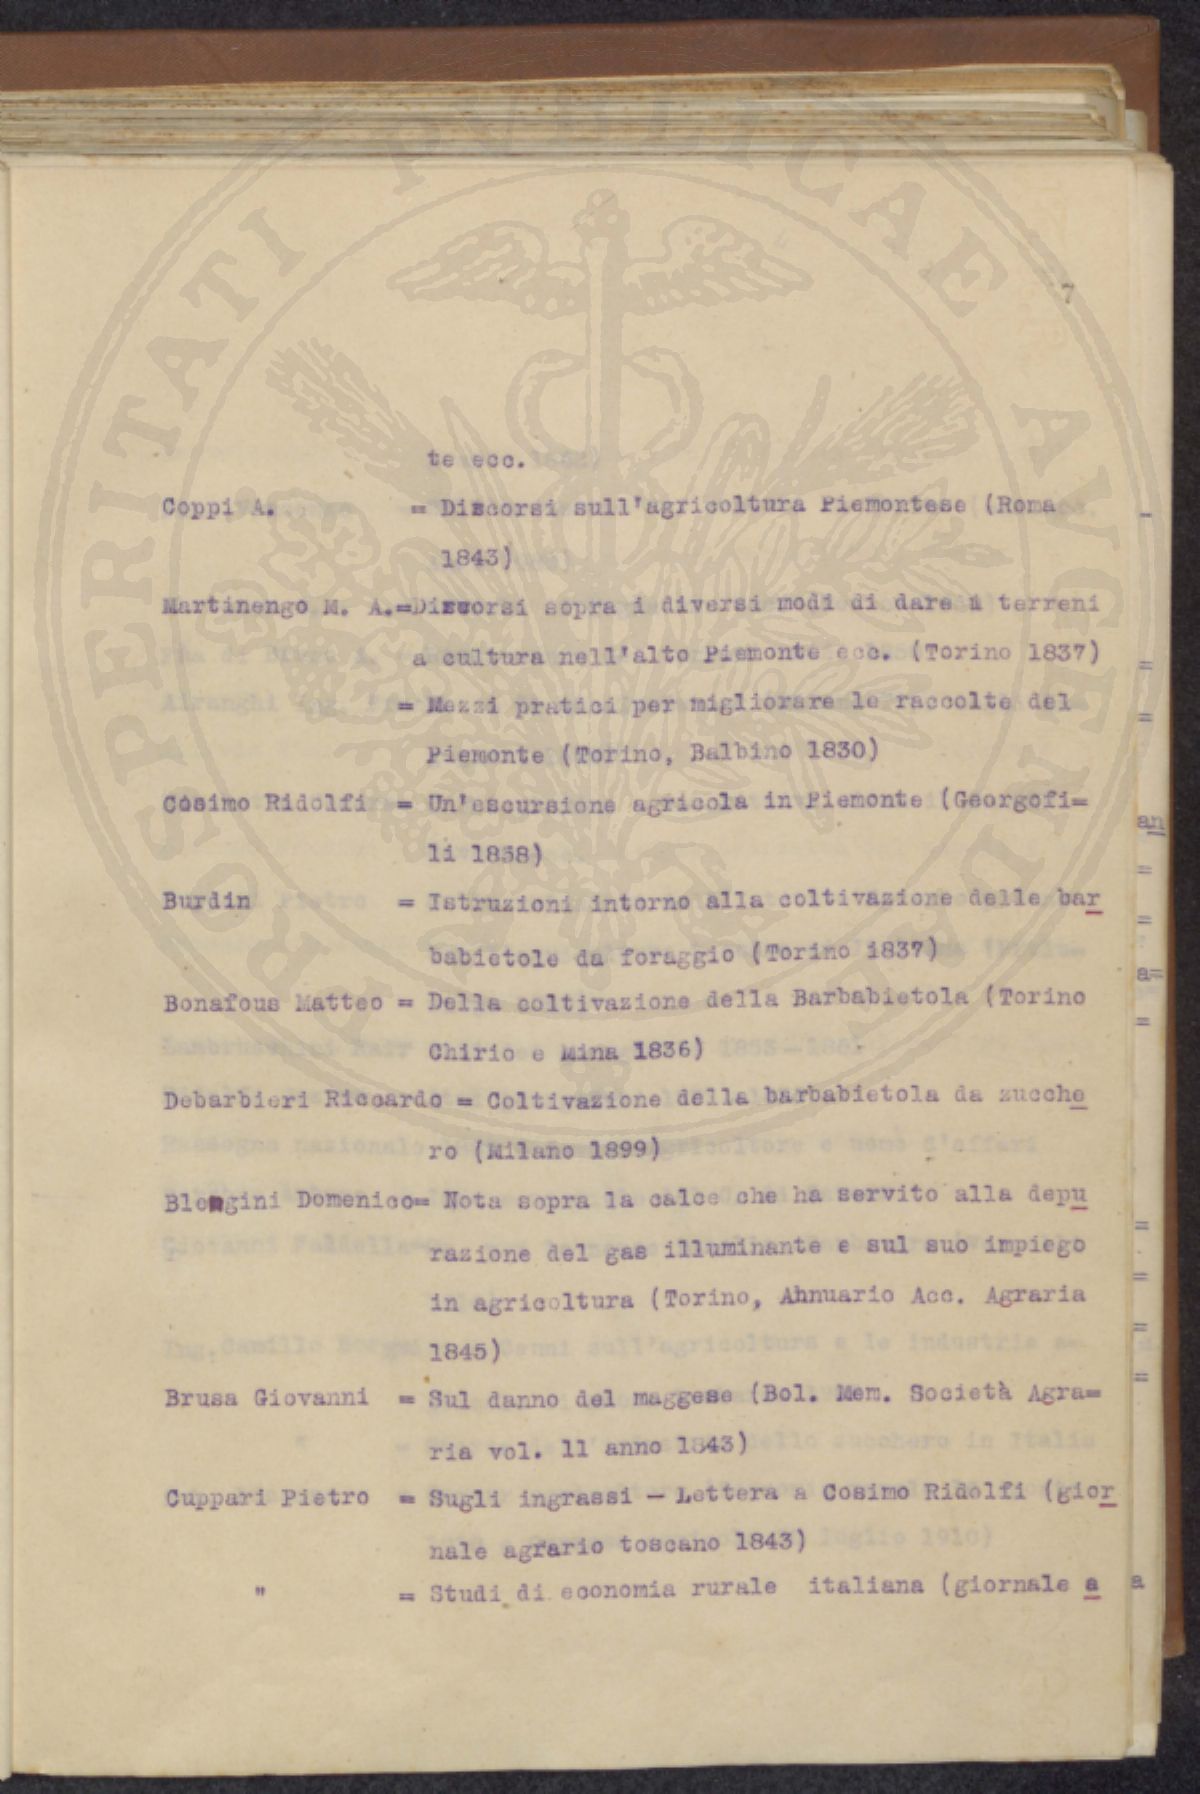 PROSPERITATI PUBLICAE AUGENDAE
7
te ecc.
Coppi A. = Discorsi sull'agricoltura Piemontese (Roma
1843)
Martinengo M. A.=Discorsi sopra i diversi modi di dare i terreni
a cultura nell'alto Piemonte ecc. (Torino 1837)
= Mezzi pratici per migliorare le raccolte del
Piemonte (Torino, Balbino 1830)
Cosimo Ridolfi = Un'escursione agricola in Piemonte (Georgofi=
li 1858)
Burdin = Istruzioni intorno alla coltivazione delle bar
babietole da foraggio (Torino 1837)
Bonafous Matteo = Della coltivazione della Barbabietola (Torino
Chirio e Mina 1836)
Debarbieri Riccardo = Coltivazione della barbabietola da zucche
ro (Milano 1899)
Blengini Domenico= Nota sopra la calce che ha servito alla depu
razione del gas illuminante e sul suo impiego
in agricoltura (Torino, Ahnuario Acc. Agraria
1845)
Brusa Giovanni = Sul danno del maggese (Bol. Mem. Società Agra=
ria vol. 11 anno 1843)
Cuppari Pietro = Sugli ingrassi - Lettera a Cosimo Ridolfi (gior
nale agrario toscano 1843)
" = Studi di economia rurale italiana (giornale a